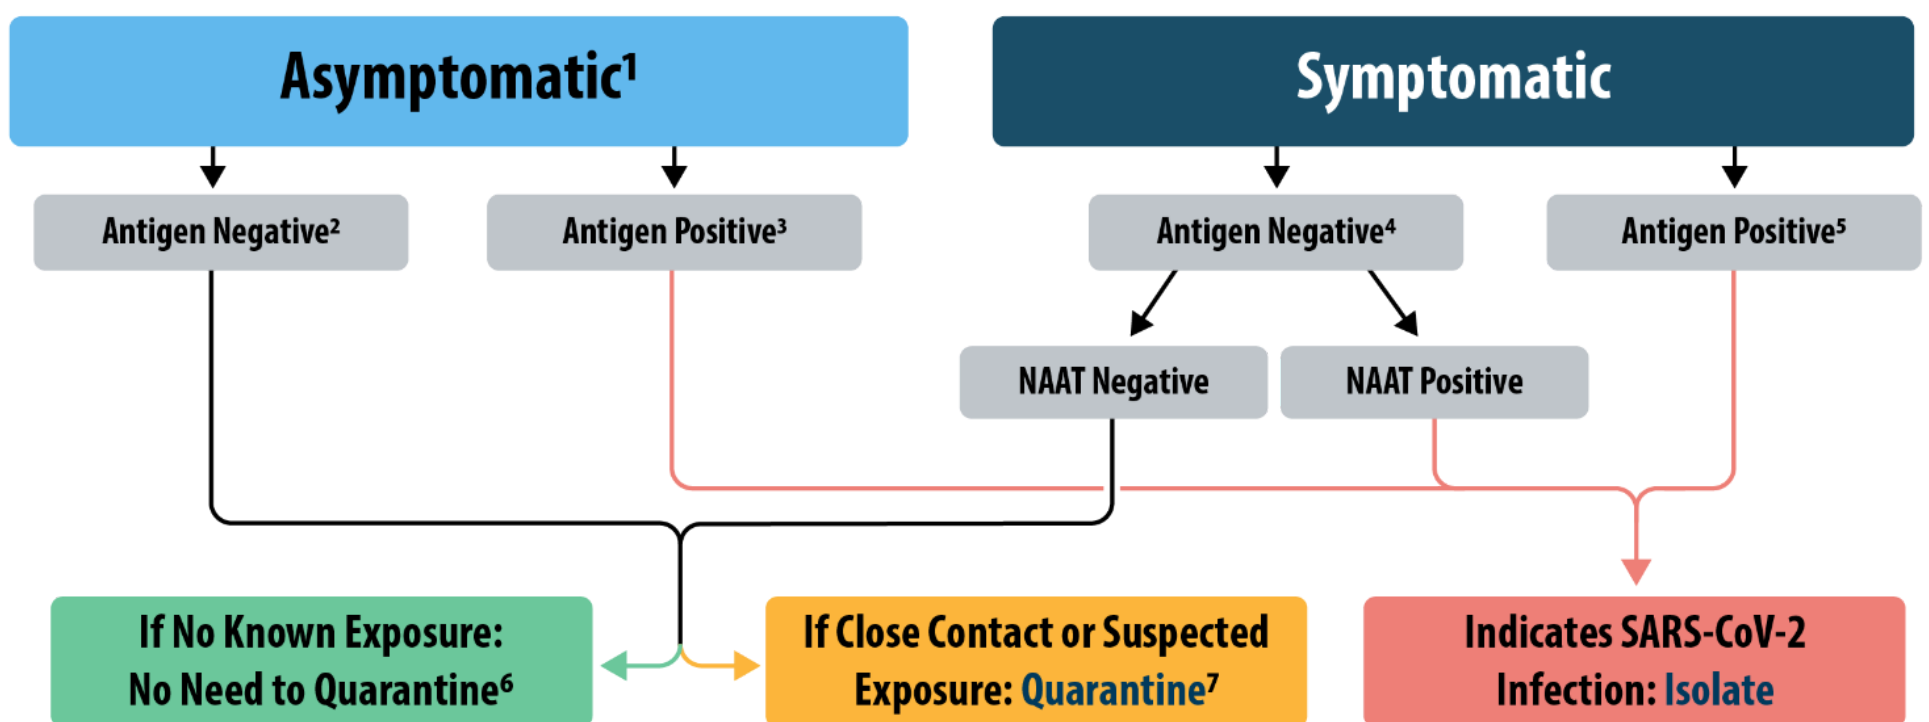 Asymptomatic¹
Symptomatic
Antigen Negative²
Antigen Positive³
Antigen Negative⁴
Antigen Positive⁵
NAAT Negative
NAAT Positive
If No Known Exposure:
No Need to Quarantine⁶
If Close Contact or Suspected
Exposure: Quarantine⁷
Indicates SARS-CoV-2
Infection: Isolate